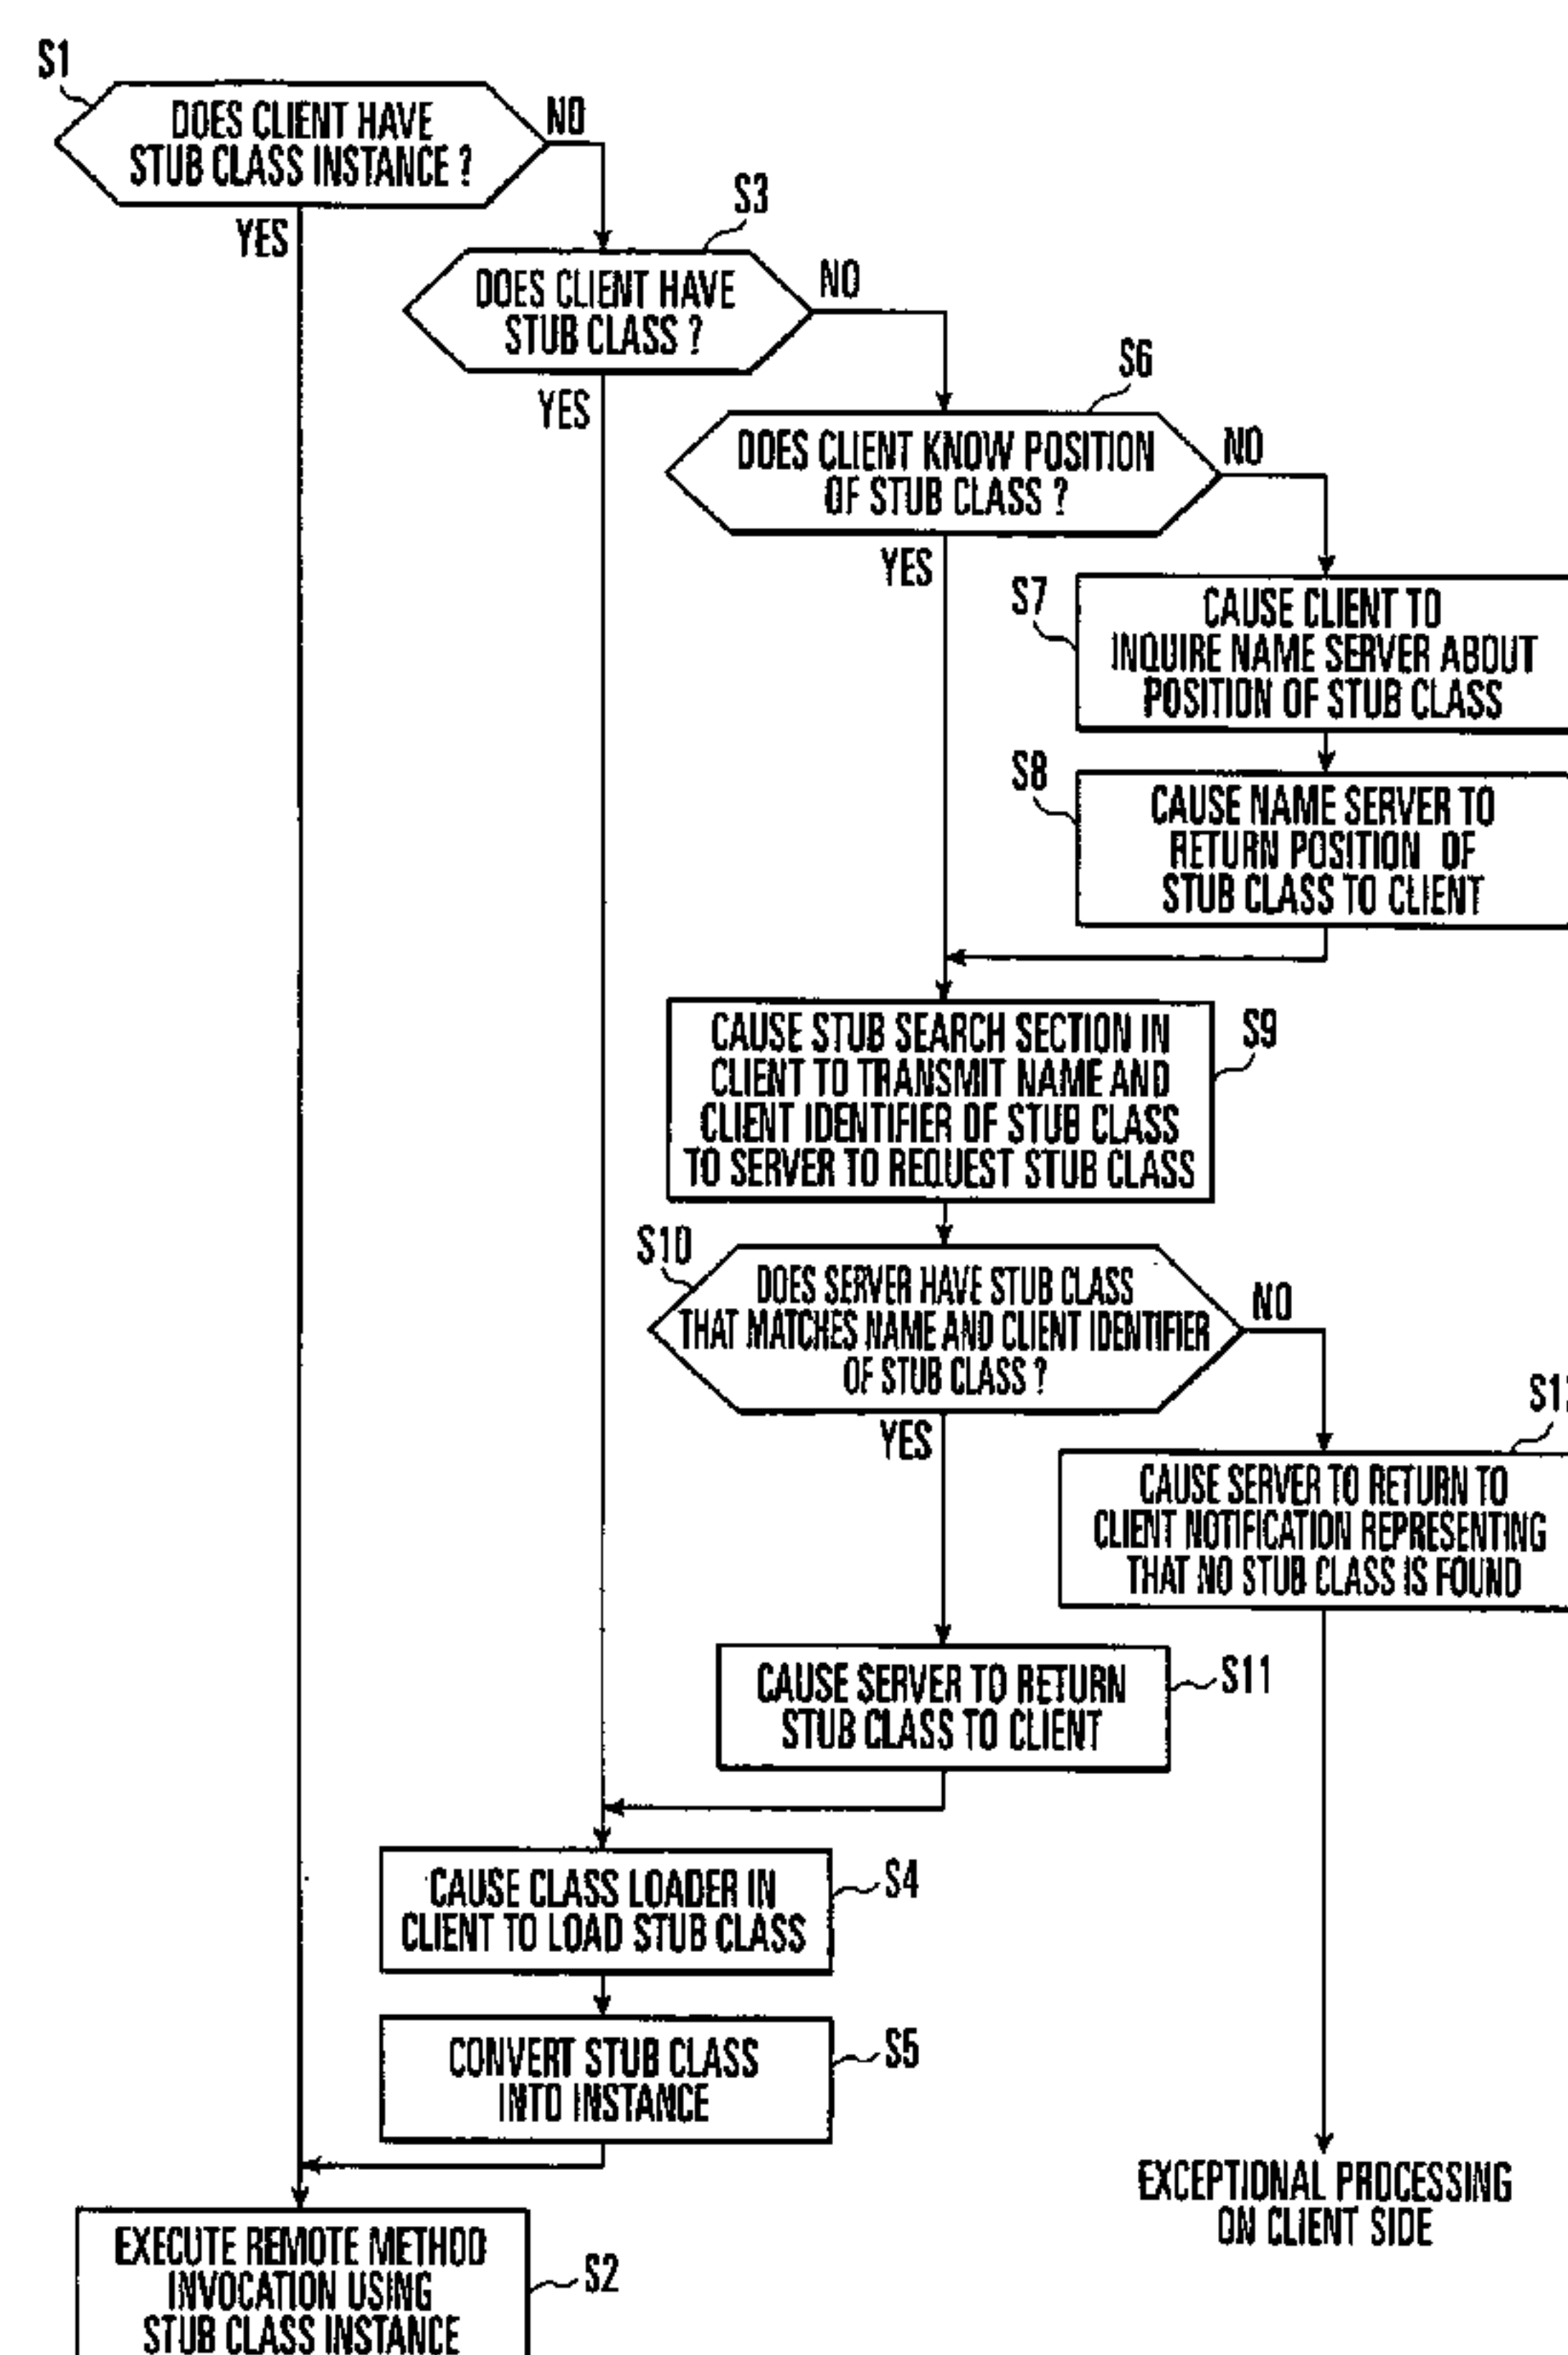 S1
DOES CLIENT HAVE
STUB CLASS INSTANCE ?
NO
YES
S3
DOES CLIENT HAVE
STUB CLASS ?
NO
YES
S6
DOES CLIENT KNOW POSITION
OF STUB CLASS ?
NO
YES
S7
CAUSE CLIENT TO
INQUIRE NAME SERVER ABOUT
POSITION OF STUB CLASS
S8
CAUSE NAME SERVER TO
RETURN POSITION OF
STUB CLASS TO CLIENT
S9
CAUSE STUB SEARCH SECTION IN
CLIENT TO TRANSMIT NAME AND
CLIENT IDENTIFIER OF STUB CLASS
TO SERVER TO REQUEST STUB CLASS
S10
DOES SERVER HAVE STUB CLASS
THAT MATCHES NAME AND CLIENT IDENTIFIER
OF STUB CLASS ?
NO
YES
CAUSE SERVER TO RETURN TO
CLIENT NOTIFICATION REPRESENTING
THAT NO STUB CLASS IS FOUND
CAUSE SERVER TO RETURN
STUB CLASS TO CLIENT
S11
CAUSE CLASS LOADER IN
CLIENT TO LOAD STUB CLASS
S4
CONVERT STUB CLASS
INTO INSTANCE
S5
EXCEPTIONAL PROCESSING
ON CLIENT SIDE
EXECUTE REMOTE METHOD
INVOCATION USING
STUB CLASS INSTANCE
S2